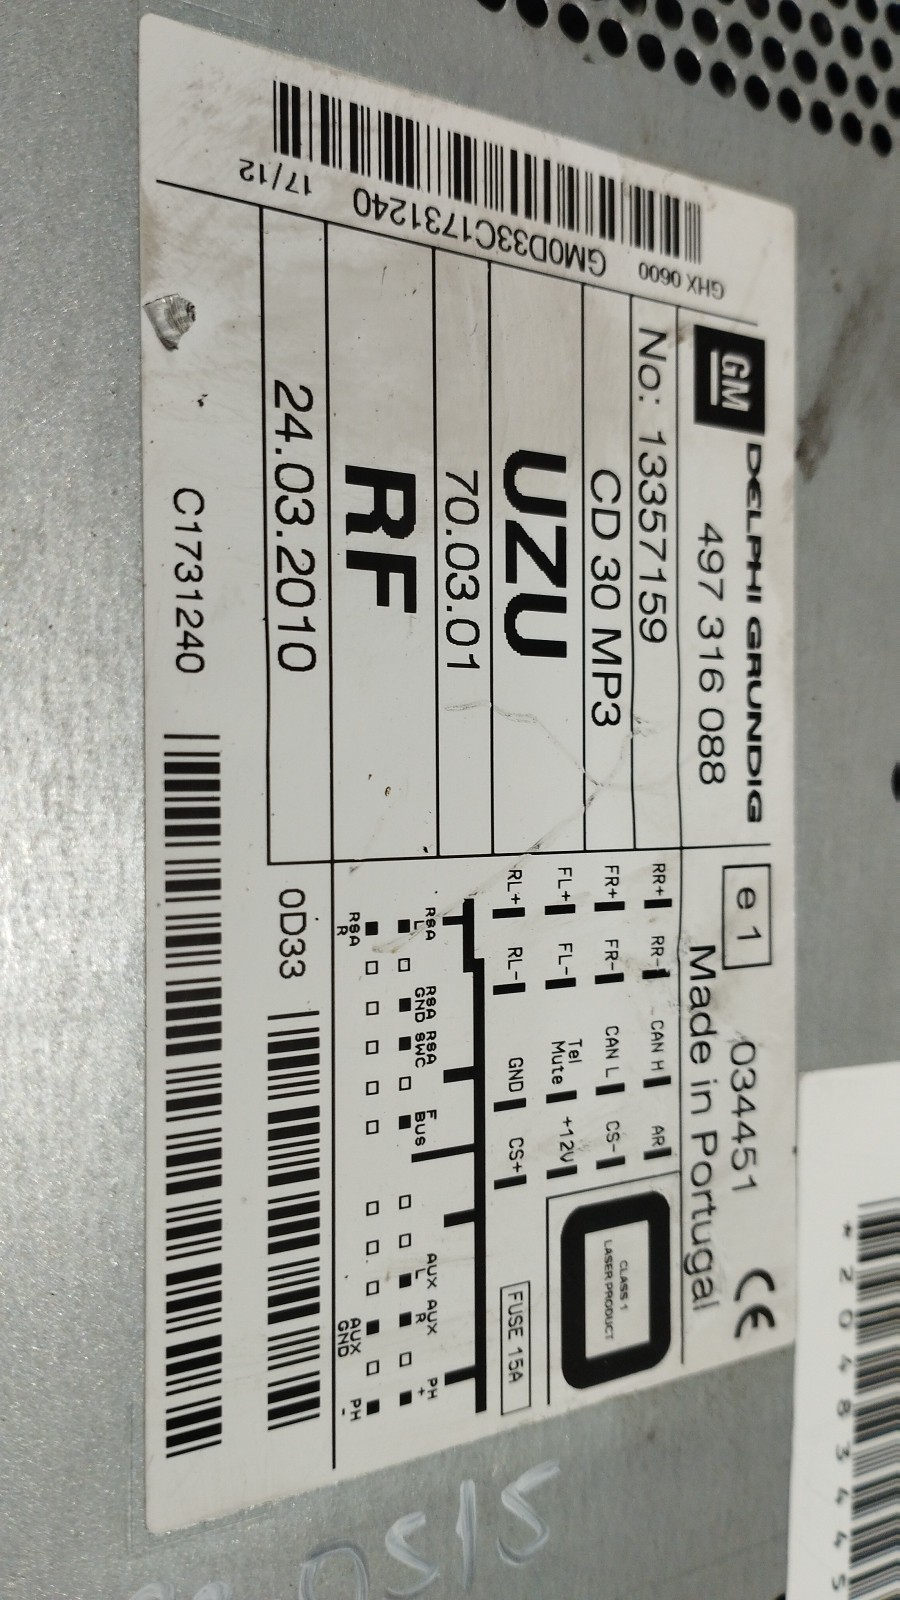 GHX 0600
GM0D33C1731240
17/12
GM
DELPHI GRUNDIG
497 316 088
No: 13357159
CD 30 MP3
UZU
70.03.01
RF
24.03.2010
C1731240
0D33
e 1
034451
CE
Made in Portugal
RR+ RR- CAN H AR
FR+ FR- CAN L CS-
FL+ FL- Tel Mute +12V
RL+ RL- GND CS+
CLASS 1
LASER PRODUCT
FUSE 15A
RSA L
RSA GND
RSA SWC
F BUS
AUX L
AUX R
PH +
RSA R
AUX GND
PH -
*20483445